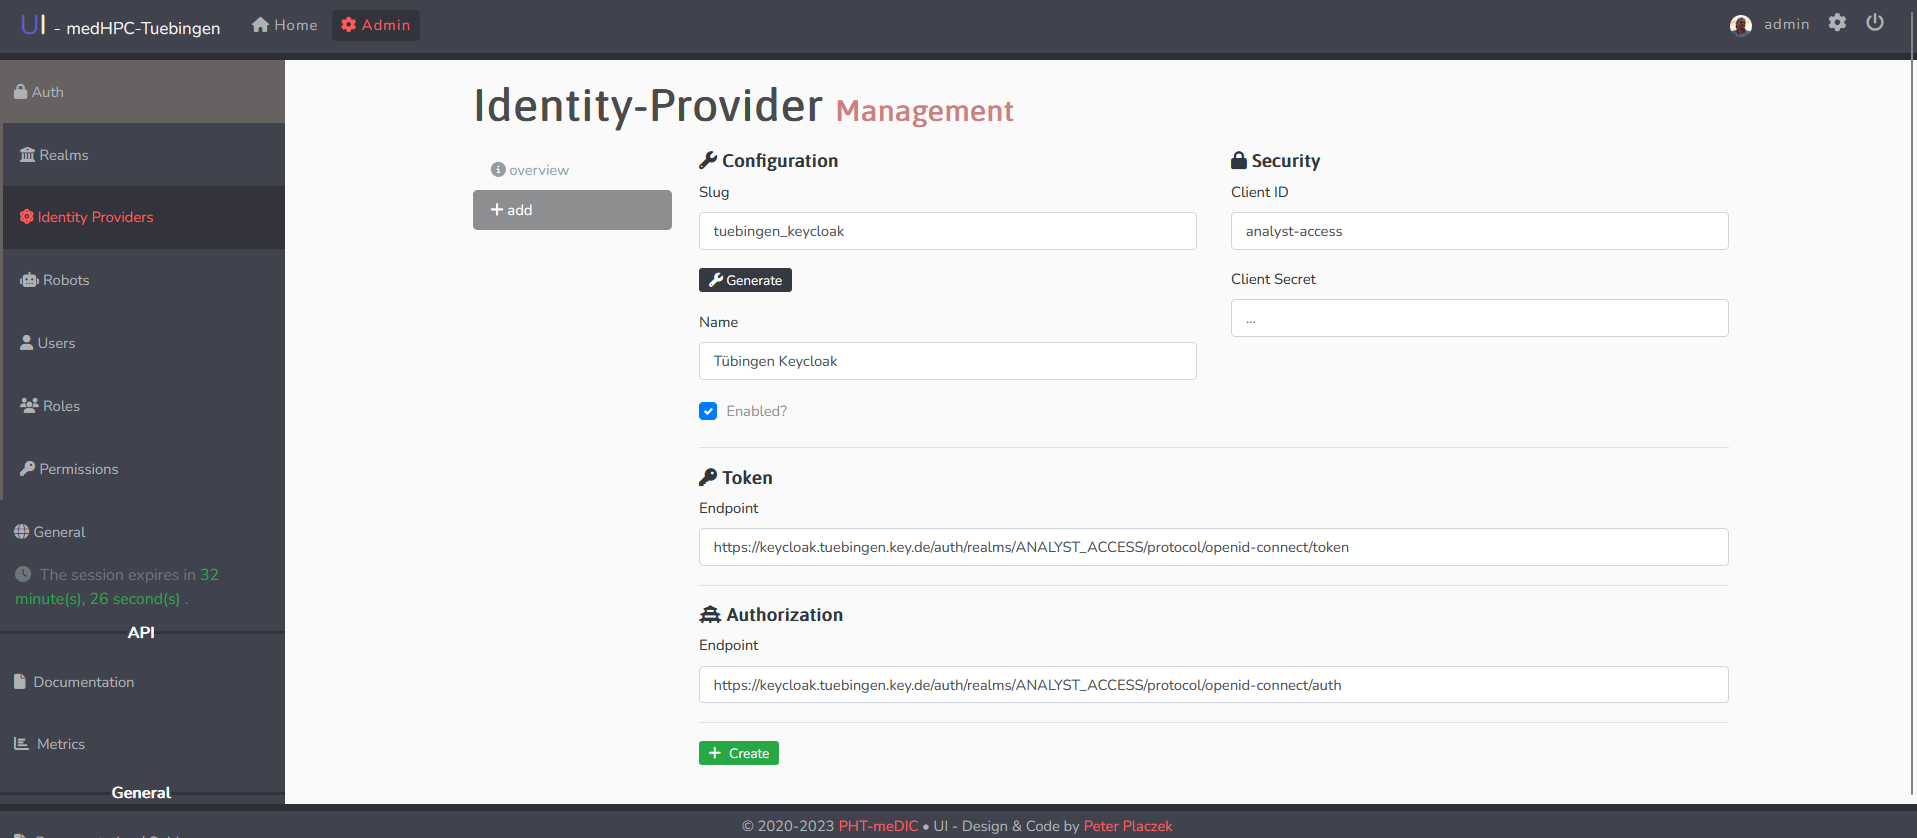 UI - medHPC-Tuebingen
Home
Admin
admin
Auth
Realms
Identity Providers
Robots
Users
Roles
Permissions
General
The session expires in 32
minute(s), 26 second(s) .
API
Documentation
Metrics
General
Identity-Provider Management
overview
add
Configuration
Slug
tuebingen_keycloak
Generate
Name
Tübingen Keycloak
Enabled?
Security
Client ID
analyst-access
Client Secret
...
Token
Endpoint
https://keycloak.tuebingen.key.de/auth/realms/ANALYST_ACCESS/protocol/openid-connect/token
Authorization
Endpoint
https://keycloak.tuebingen.key.de/auth/realms/ANALYST_ACCESS/protocol/openid-connect/auth
Create
© 2020-2023 PHT-meDIC • UI - Design & Code by Peter Placzek